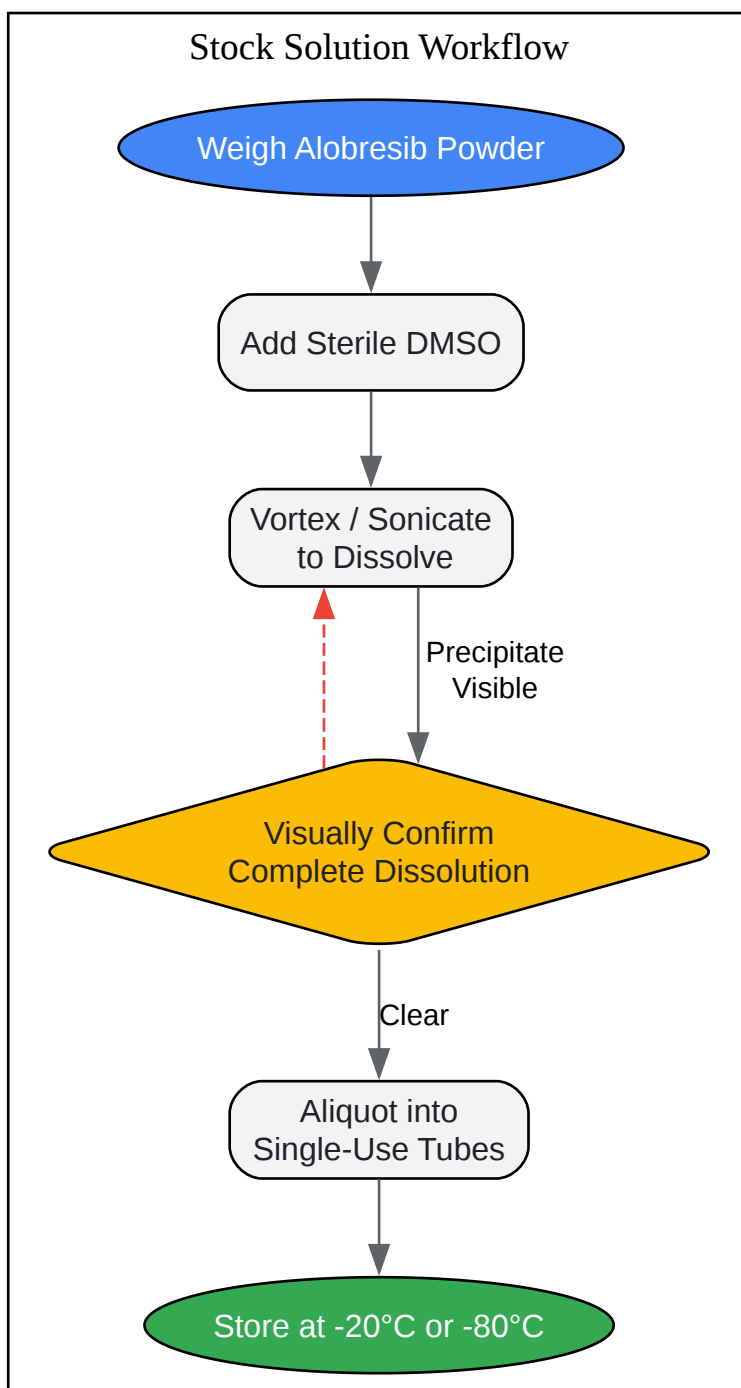 Stock Solution Workflow
Weigh Alobresib Powder
Add Sterile DMSO
Vortex / Sonicate
to Dissolve
Precipitate
Visible
Visually Confirm
Complete Dissolution
Clear
Aliquot into
Single-Use Tubes
Store at -20°C or -80°C